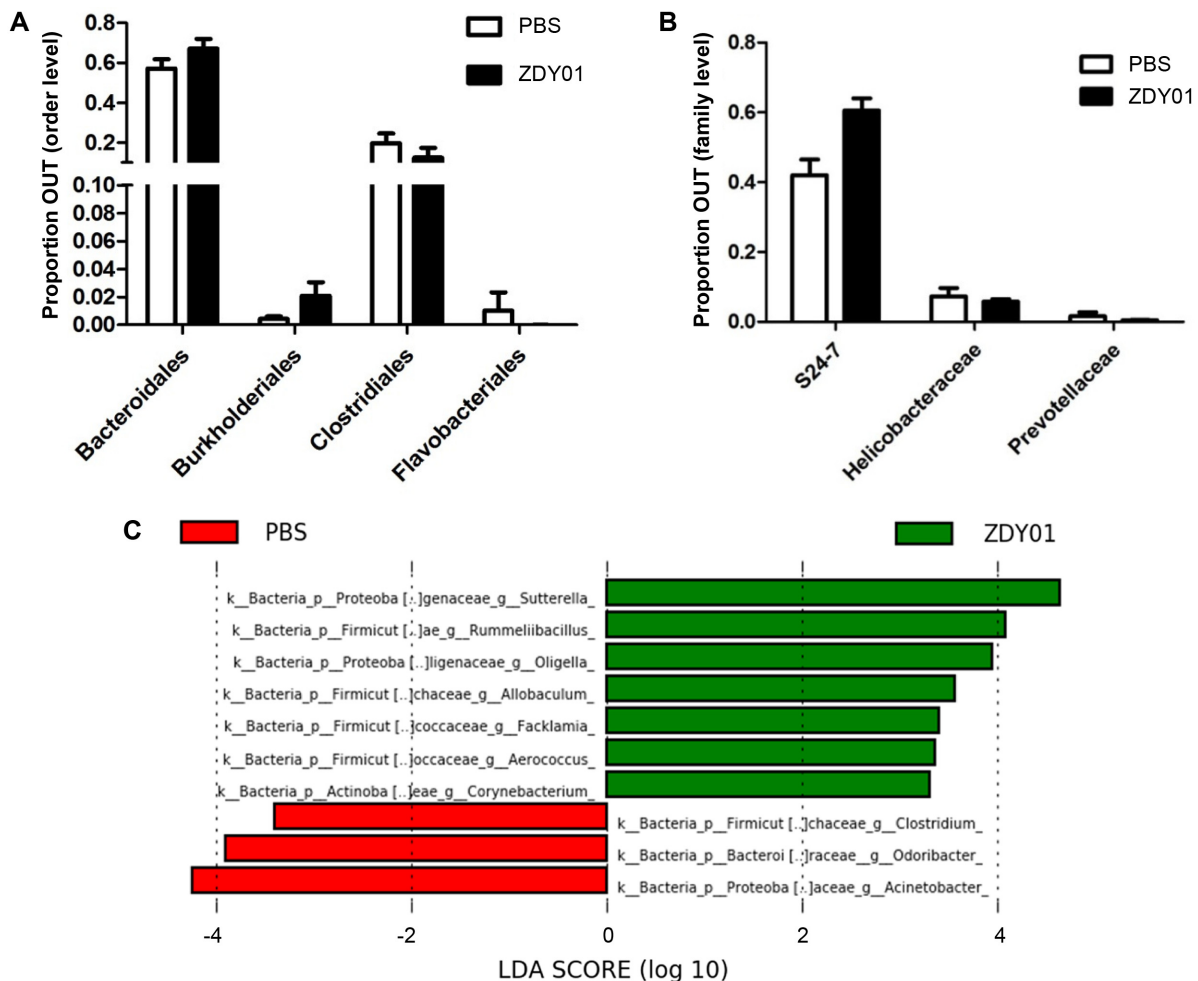 A
PBS
ZDY01
Proportion OUT (order level)
0.8
0.6
0.4
0.2
0.10
0.08
0.06
0.04
0.02
0.00
Bacteroidales
Burkholderiales
Clostridiales
Flavobacteriales
B
PBS
ZDY01
Proportion OUT (family level)
0.8
0.6
0.4
0.2
0.0
S24-7
Helicobacteraceae
Prevotellaceae
C
PBS
ZDY01
k__Bacteria_p__Proteoba [..]genaceae_g__Sutterella_
k__Bacteria_p__Firmicut [..]ae_g__Rummeliibacillus_
k__Bacteria_p__Proteoba [..]ligenaceae_g__Oligella_
k__Bacteria_p__Firmicut [..]chaceae_g__Allobaculum_
k__Bacteria_p__Firmicut [..]coccaceae_g__Facklamia_
k__Bacteria_p__Firmicut [..]occaceae_g__Aerococcus_
k__Bacteria_p__Actinoba [..]eae_g__Corynebacterium_
k__Bacteria_p__Firmicut [..]chaceae_g__Clostridium_
k__Bacteria_p__Bacteroi [..]raceae__g__Odoribacter_
k__Bacteria_p__Proteoba [..]aceae_g__Acinetobacter_
-4 -2 0 2 4
LDA SCORE (log 10)